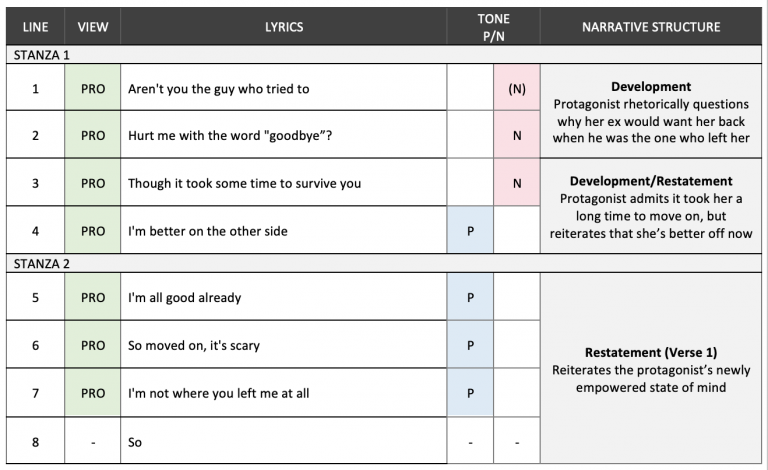 LINE VIEW LYRICS TONE P/N NARRATIVE STRUCTURE
STANZA 1
1 PRO Aren't you the guy who tried to (N)
2 PRO Hurt me with the word "goodbye”?  N
Development
Protagonist rhetorically questions
why her ex would want her back
when he was the one who left her
3 PRO Though it took some time to survive you N
4 PRO I'm better on the other side P
Development/Restatement
Protagonist admits it took her a
long time to move on, but
reiterates that she’s better off now
STANZA 2
5 PRO I'm all good already P
6 PRO So moved on, it's scary P
7 PRO I'm not where you left me at all P
8 - So - -
Restatement (Verse 1)
Reiterates the protagonist’s newly
empowered state of mind